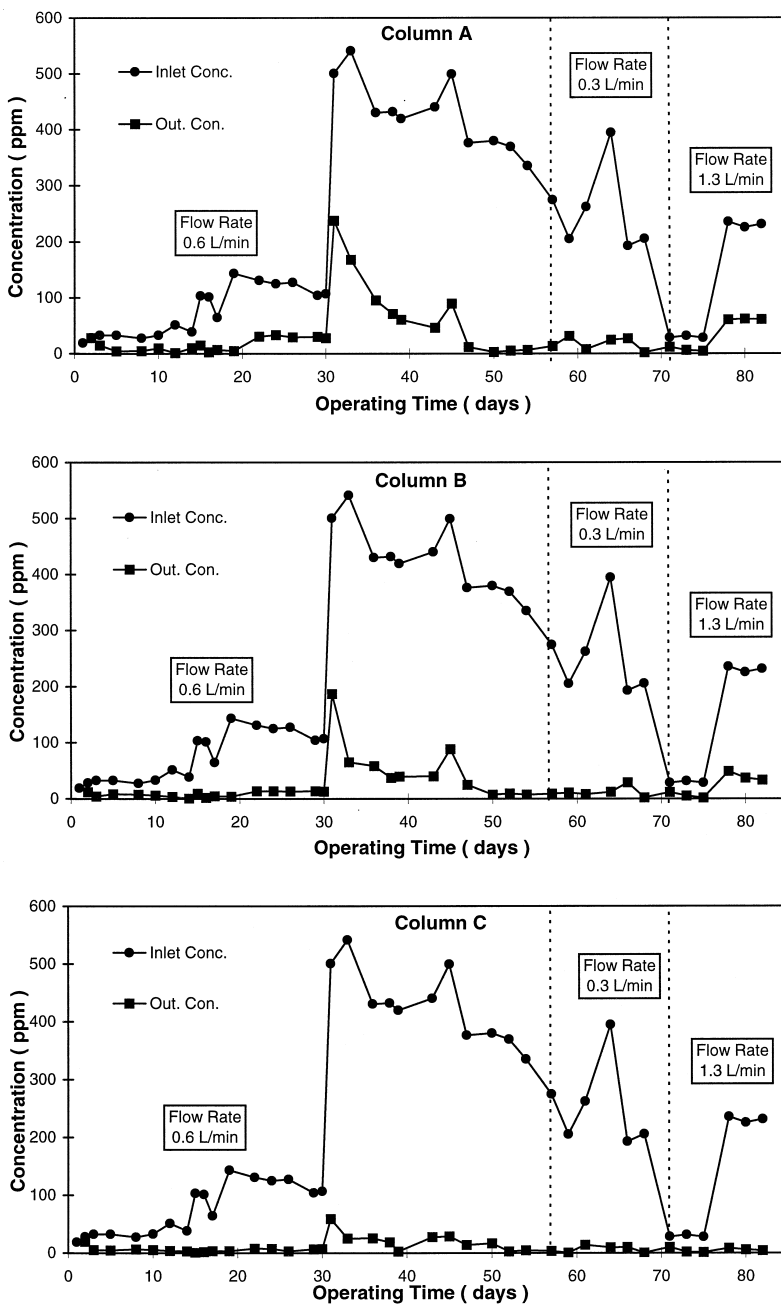 Column A
600
500
400
300
200
100
0
Concentration ( ppm )
Inlet Conc.
Out. Con.
Flow Rate
0.6 L/min
Flow Rate
0.3 L/min
Flow Rate
1.3 L/min
0 10 20 30 40 50 60 70 80
Operating Time ( days )
Column B
600
500
400
300
200
100
0
Concentration ( ppm )
Inlet Conc.
Out. Con.
Flow Rate
0.6 L/min
Flow Rate
0.3 L/min
Flow Rate
1.3 L/min
0 10 20 30 40 50 60 70 80
Operating Time ( days )
Column C
600
500
400
300
200
100
0
Concentration ( ppm )
Inlet Conc.
Out. Con.
Flow Rate
0.6 L/min
Flow Rate
0.3 L/min
Flow Rate
1.3 L/min
0 10 20 30 40 50 60 70 80
Operating Time ( days )